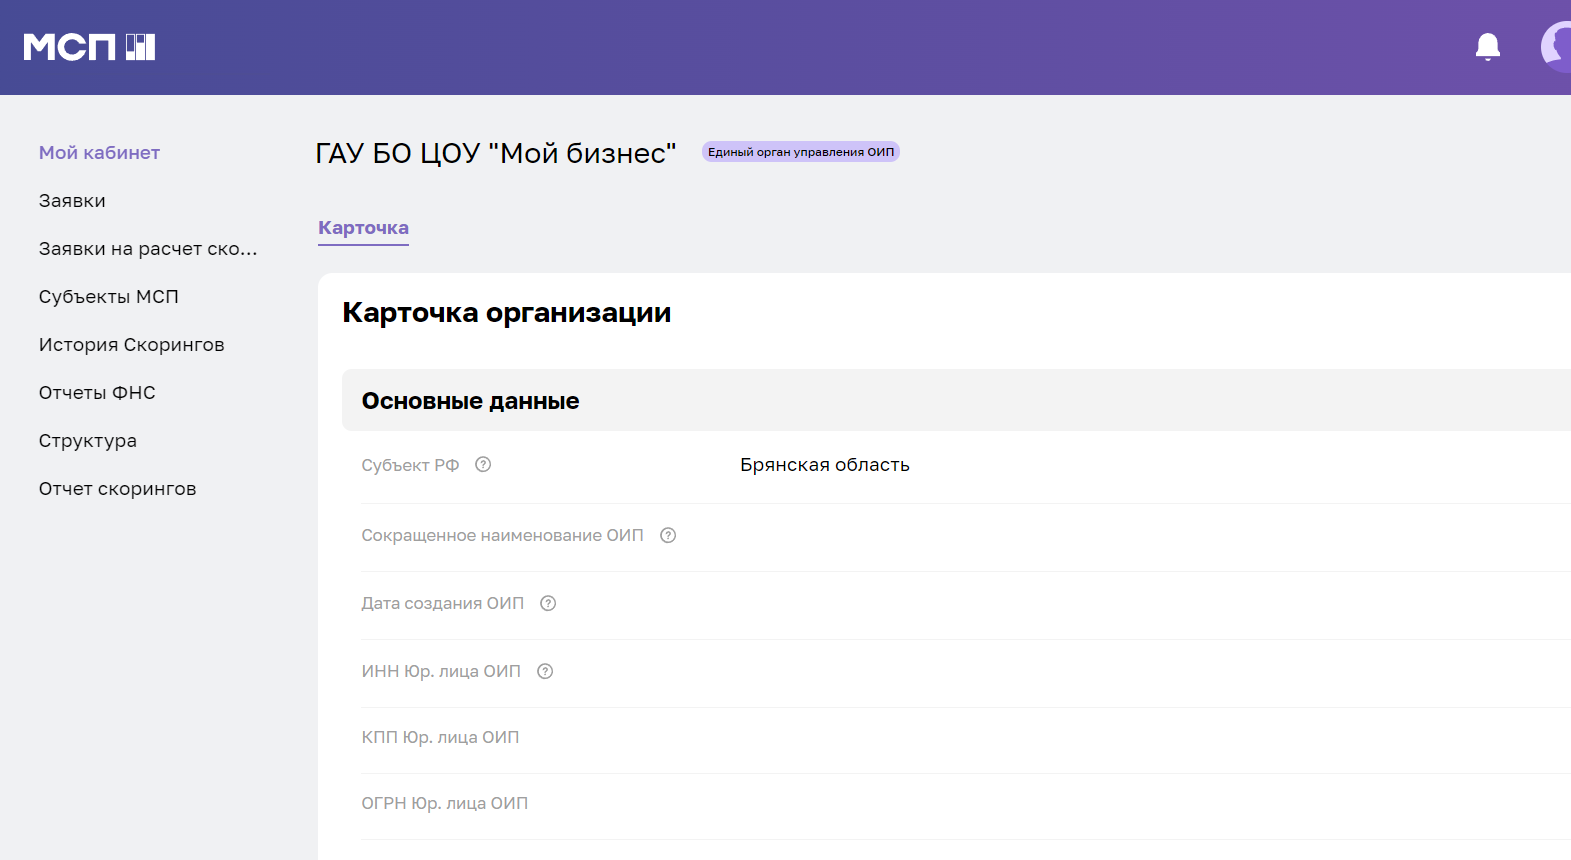 МСП
Мой кабинет
Заявки
Заявки на расчет ско...
Субъекты МСП
История Скорингов
Отчеты ФНС
Структура
Отчет скорингов
ГАУ БО ЦОУ "Мой бизнес"
Единый орган управления ОИП
Карточка
Карточка организации
Основные данные
Субъект РФ ? Брянская область
Сокращенное наименование ОИП ?
Дата создания ОИП ?
ИНН Юр. лица ОИП ?
КПП Юр. лица ОИП
ОГРН Юр. лица ОИП